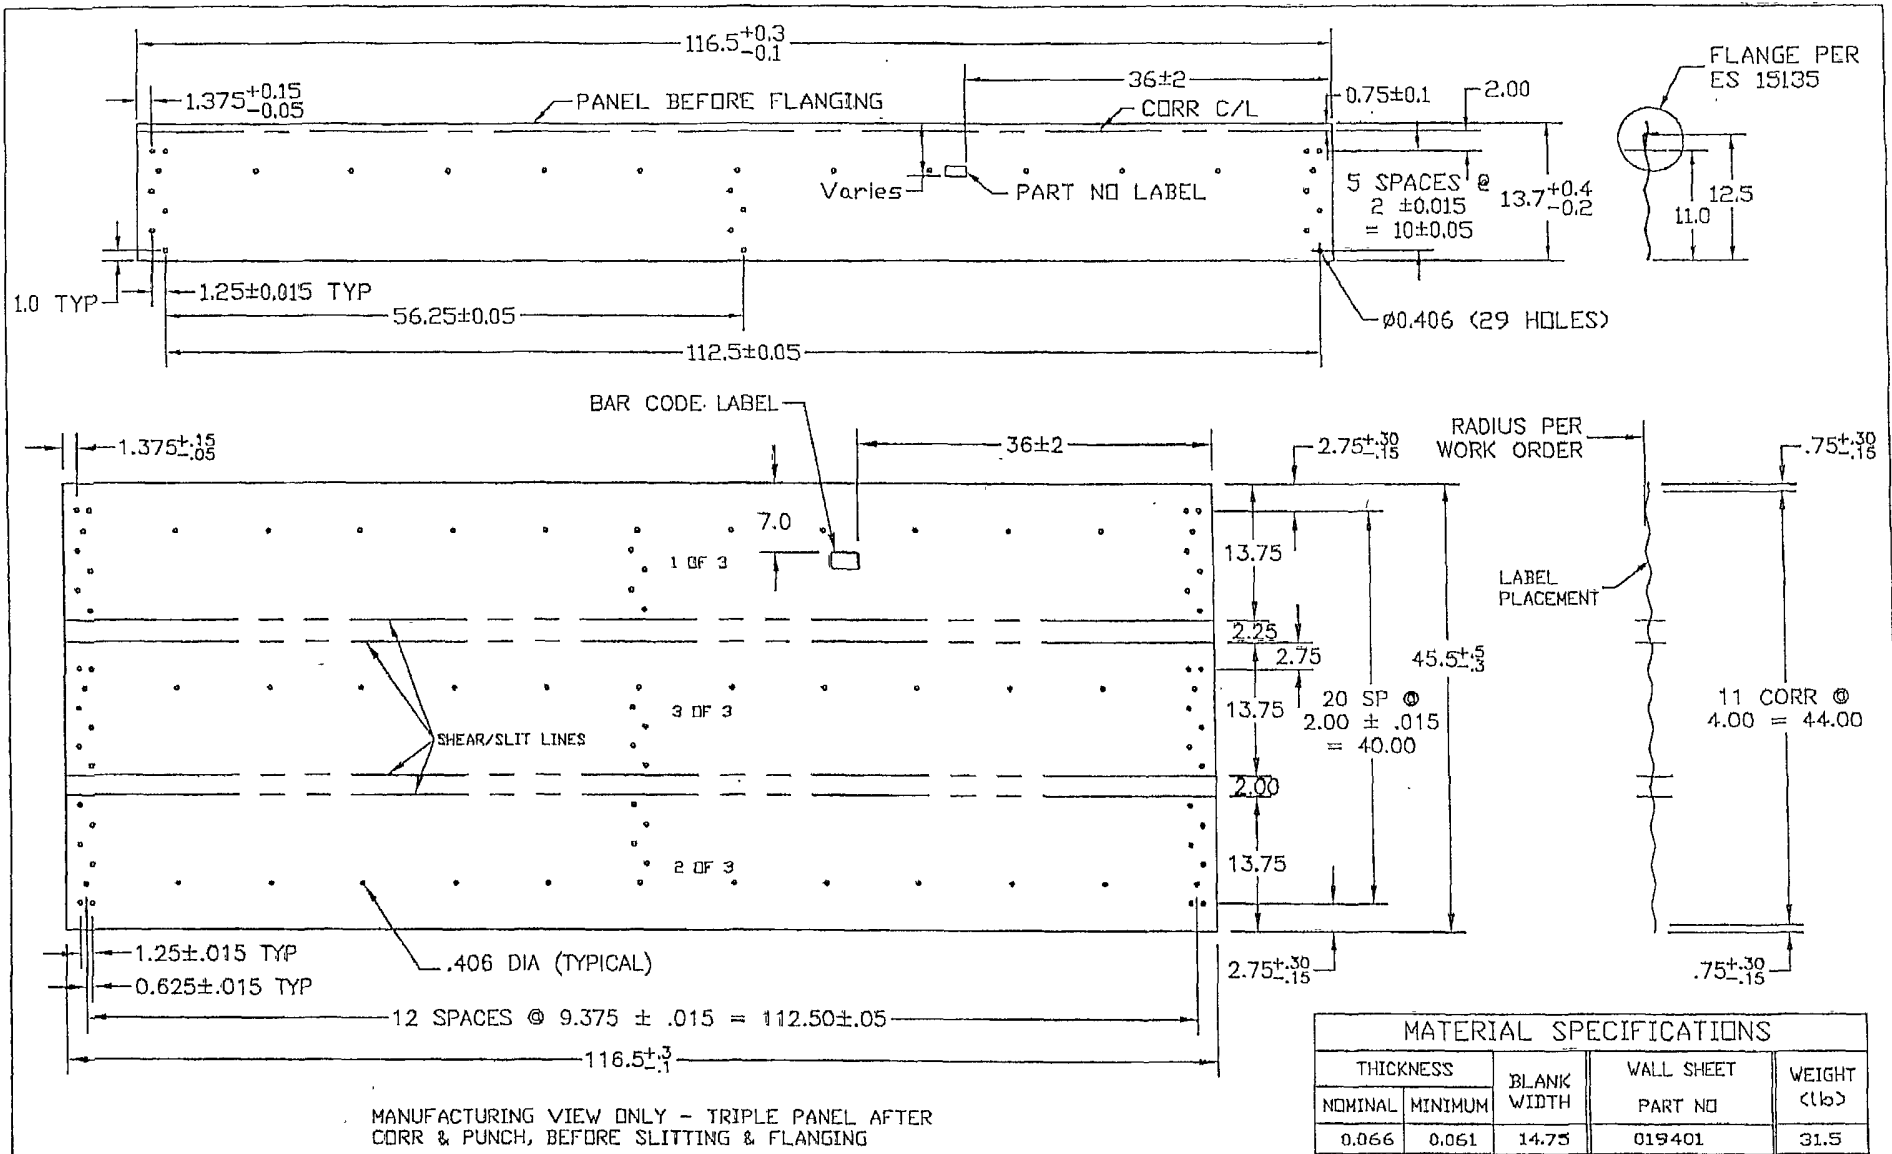 116.5+0.3
-0.1
36±2
FLANGE PER
ES 15135
1.375+0.15
-0.05
PANEL BEFORE FLANGING
CORR C/L
0.75±0.1
2.00
Varies
PART NO LABEL
5 SPACES @
2 ±0.015
= 10±0.05
13.7+0.4
-0.2
11.0
12.5
1.0 TYP
1.25±0.015 TYP
56.25±0.05
112.5±0.05
Ø0.406 (29 HOLES)
BAR CODE LABEL
1.375+.15
-.05
36±2
2.75+.30
-.15
RADIUS PER
WORK ORDER
.75+.30
-.15
7.0
1 OF 3
13.75
LABEL
PLACEMENT
2.25
2.75
45.5+.5
-.3
3 OF 3
13.75
20 SP @
2.00 ± .015
= 40.00
11 CORR @
4.00 = 44.00
SHEAR/SLIT LINES
2.00
2 OF 3
13.75
1.25±.015 TYP
.406 DIA (TYPICAL)
2.75+.30
-.15
.75+.30
-.15
0.625±.015 TYP
12 SPACES @ 9.375 ± .015 = 112.50±.05
116.5+.3
-.1
MANUFACTURING VIEW ONLY - TRIPLE PANEL AFTER
CORR & PUNCH, BEFORE SLITTING & FLANGING
MATERIAL SPECIFICATIONS
THICKNESS
BLANK
WIDTH
WALL SHEET
PART NO
WEIGHT
(lb)
NOMINAL
MINIMUM
0.066
0.061
14.75
019401
31.5